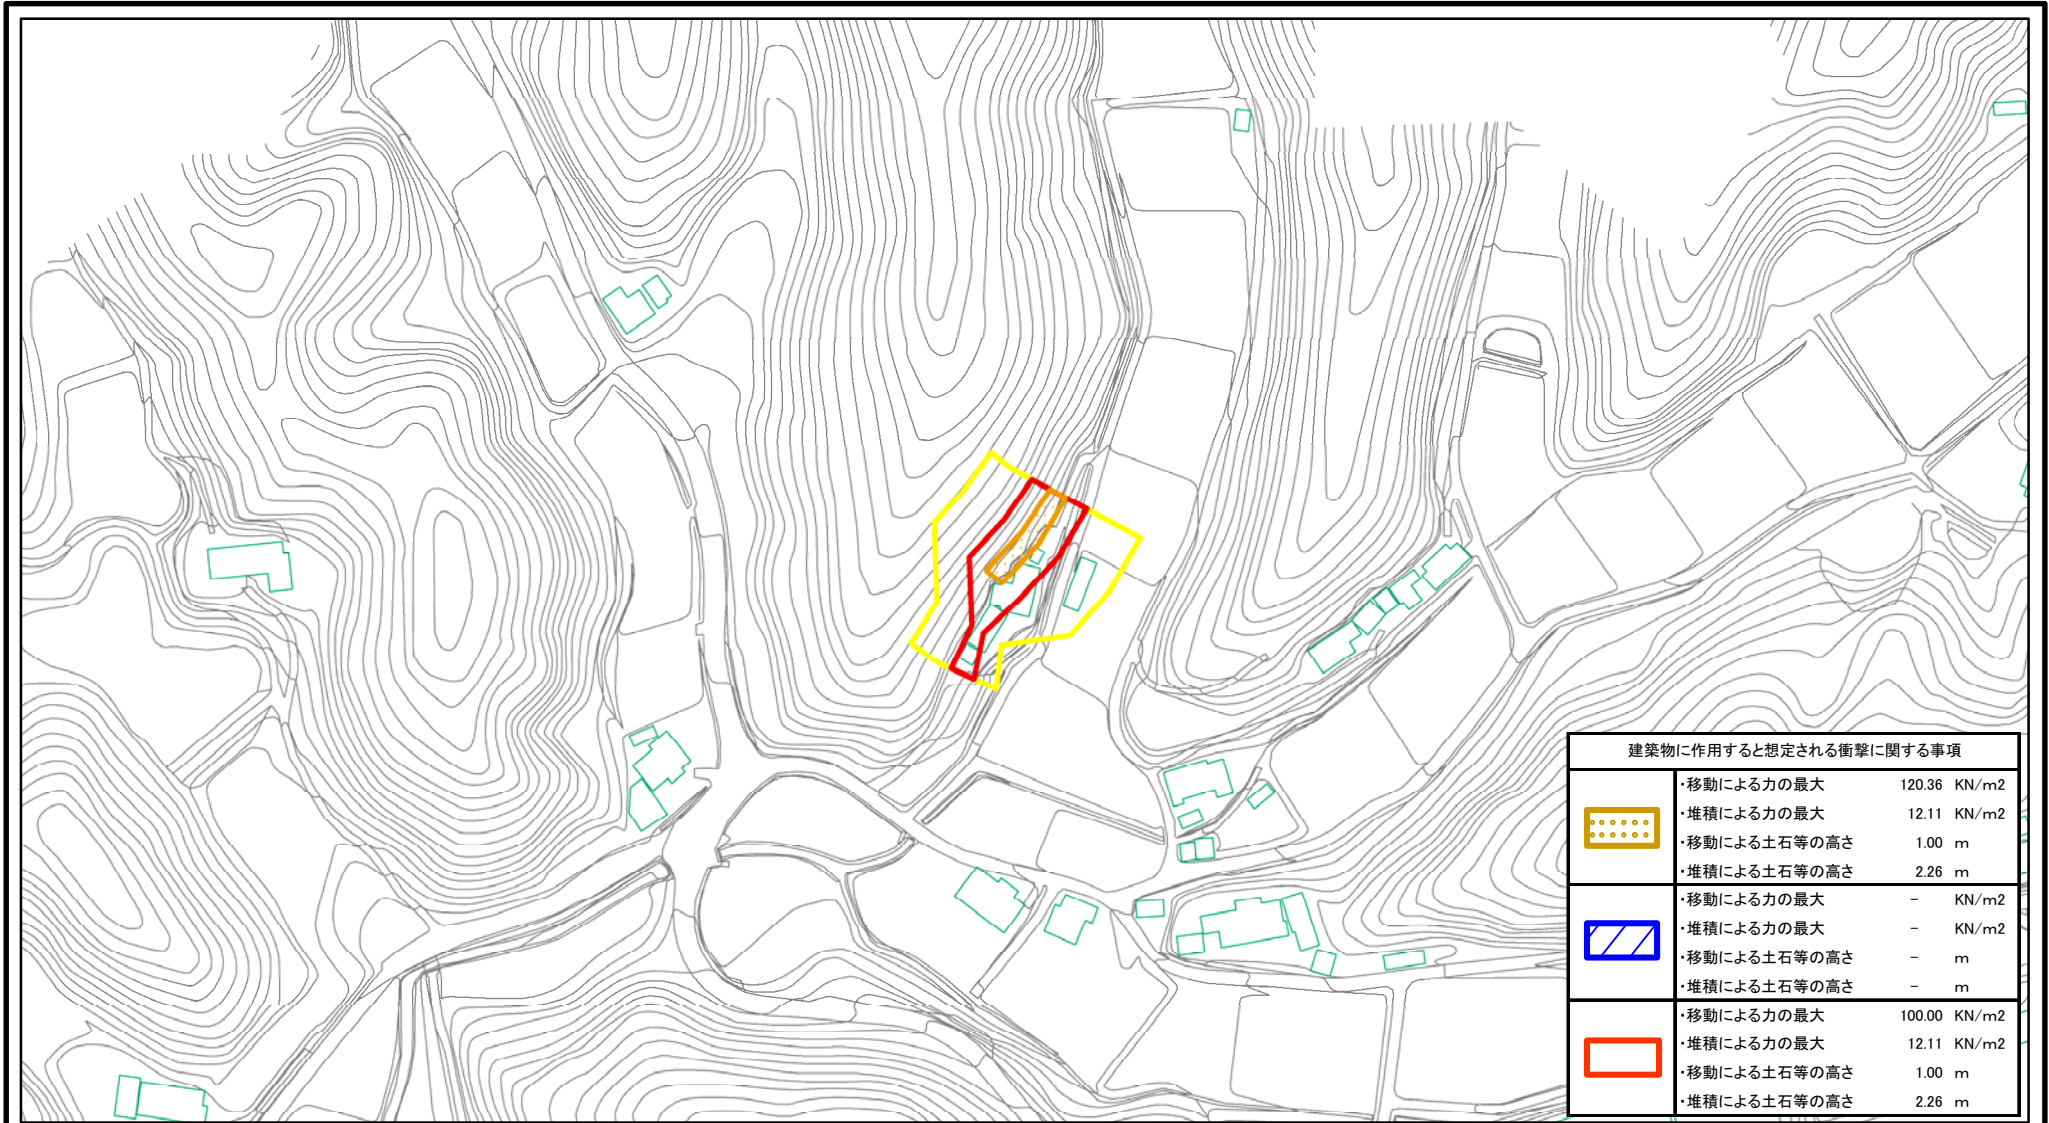 建築物に作用すると想定される衝撃に関する事項
・移動による力の最大 120.36 KN/m2
・堆積による力の最大 12.11 KN/m2
・移動による土石等の高さ 1.00 m
・堆積による土石等の高さ 2.26 m
・移動による力の最大 - KN/m2
・堆積による力の最大 - KN/m2
・移動による土石等の高さ - m
・堆積による土石等の高さ - m
・移動による力の最大 100.00 KN/m2
・堆積による力の最大 12.11 KN/m2
・移動による土石等の高さ 1.00 m
・堆積による土石等の高さ 2.26 m